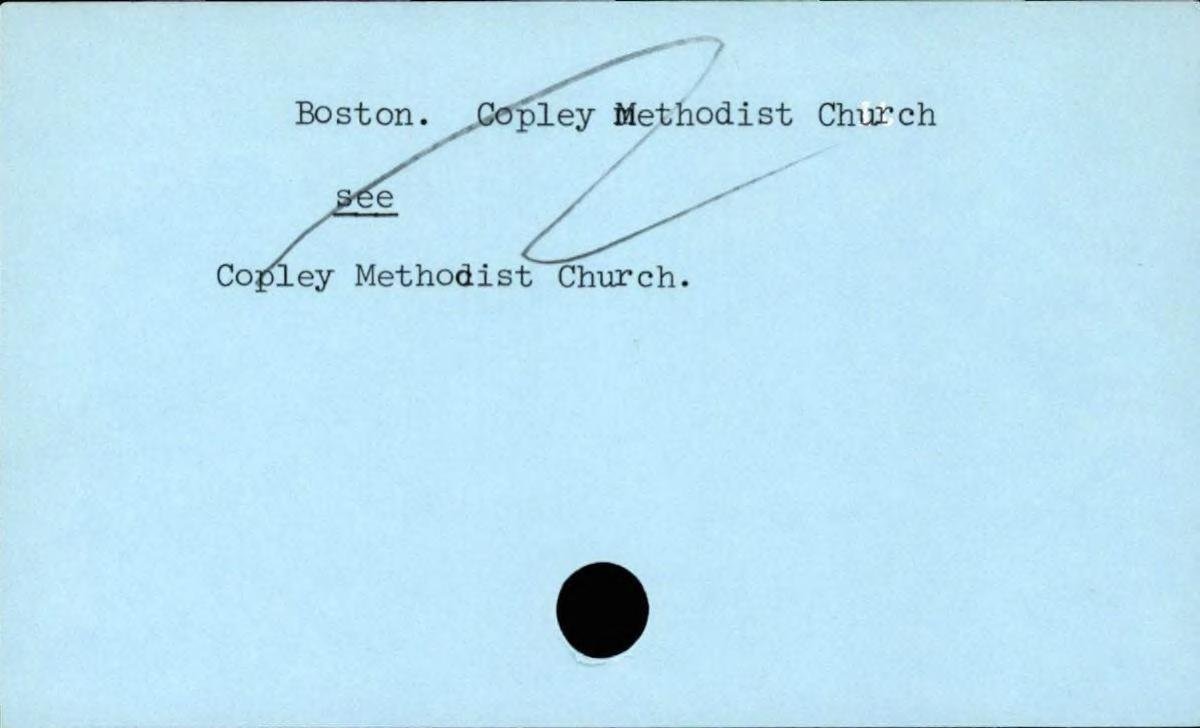 Boston. Copley Methodist Church
see
Copley Methodist Church.